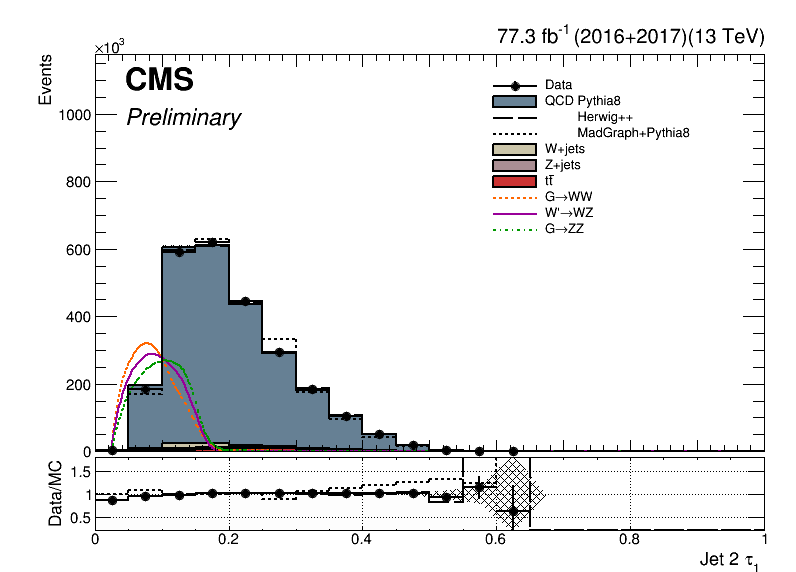 77.3 fb⁻¹ (2016+2017)(13 TeV)
×10³
Events
CMS
Preliminary
Data
QCD Pythia8
Herwig++
MadGraph+Pythia8
W+jets
Z+jets
tt̄
G→WW
W'→WZ
G→ZZ
1000
800
600
400
200
0
Data/MC
1.5
1
0.5
0 0.2 0.4 0.6 0.8 1
Jet 2 τ₁